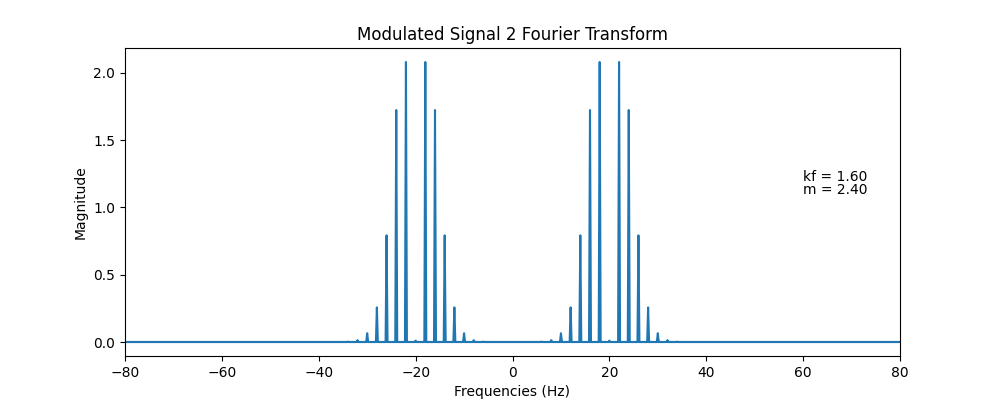 Modulated Signal 2 Fourier Transform
2.0
1.5
1.0
0.5
0.0
Magnitude
kf = 1.60
m = 2.40
−80 −60 −40 −20 0 20 40 60 80
Frequencies (Hz)